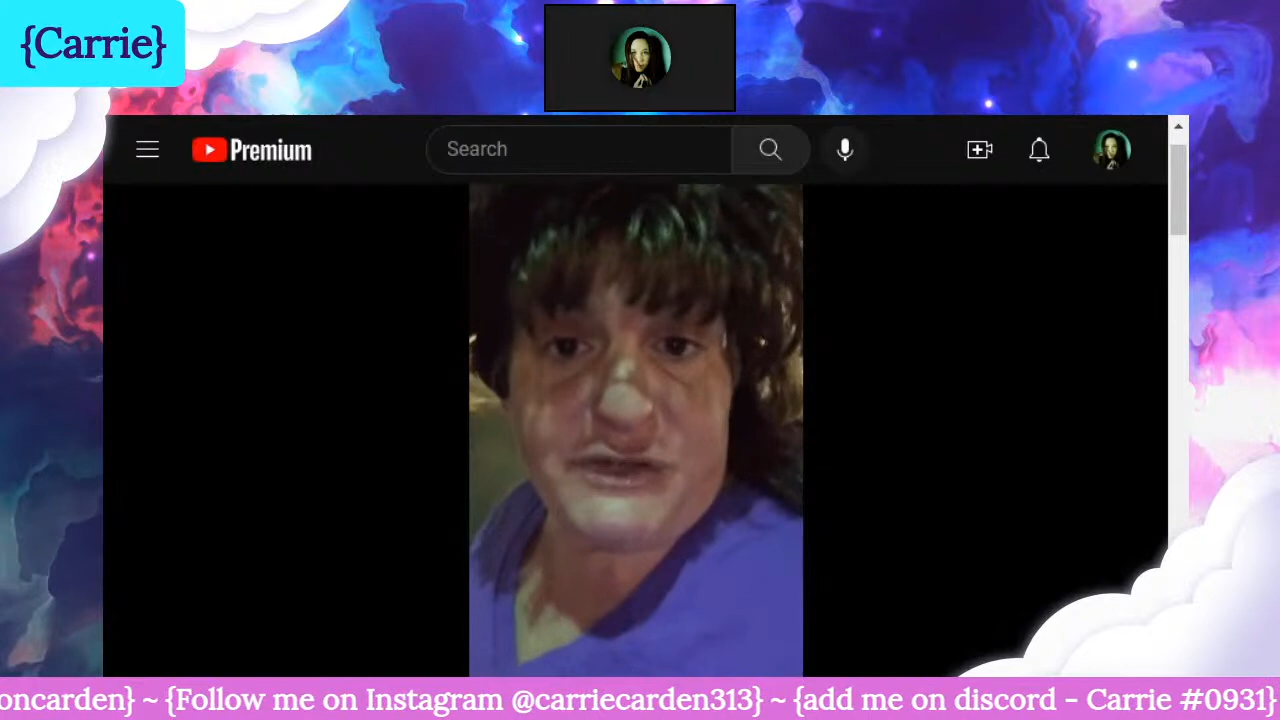 {Carrie}
Premium
Search
oncarden} ~ {Follow me on Instagram @carriecarden313} ~ {add me on discord - Carrie #0931}